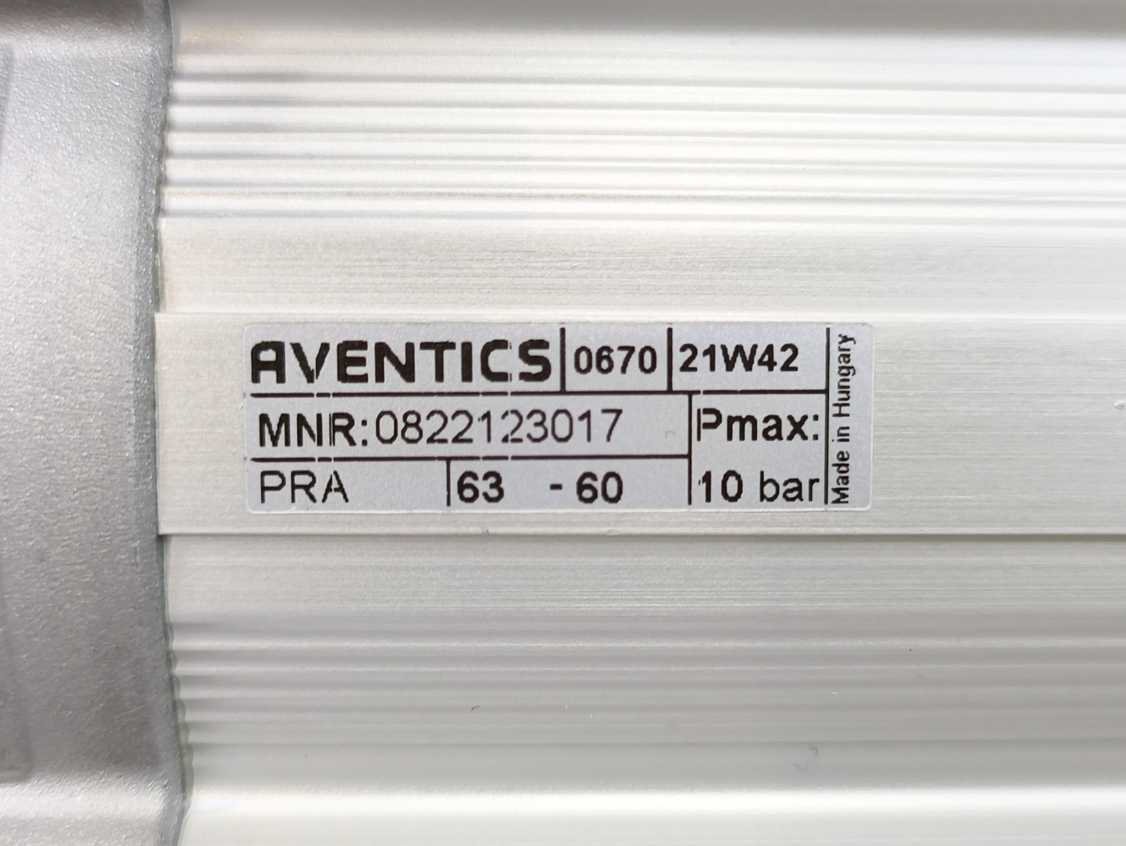 AVENTICS 0670 21W42
MNR:0822123017
Pmax:
PRA 63 - 60
10 bar
Made in Hungary